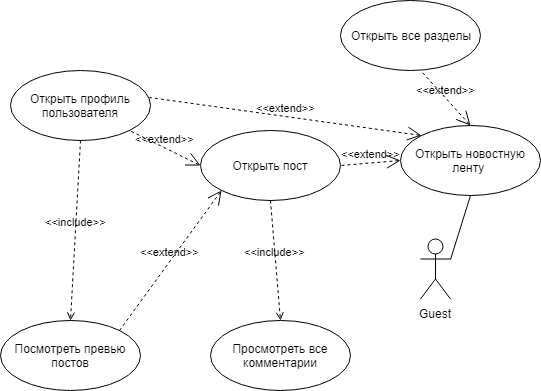 Открыть все разделы
<<extend>>
Открыть профиль
пользователя
<<extend>>
<<extend>>
Открыть пост
<<extend>>
Открыть новостную
ленту
<<include>>
<<extend>>
<<include>>
Guest
Посмотреть превью
постов
Просмотреть все
комментарии